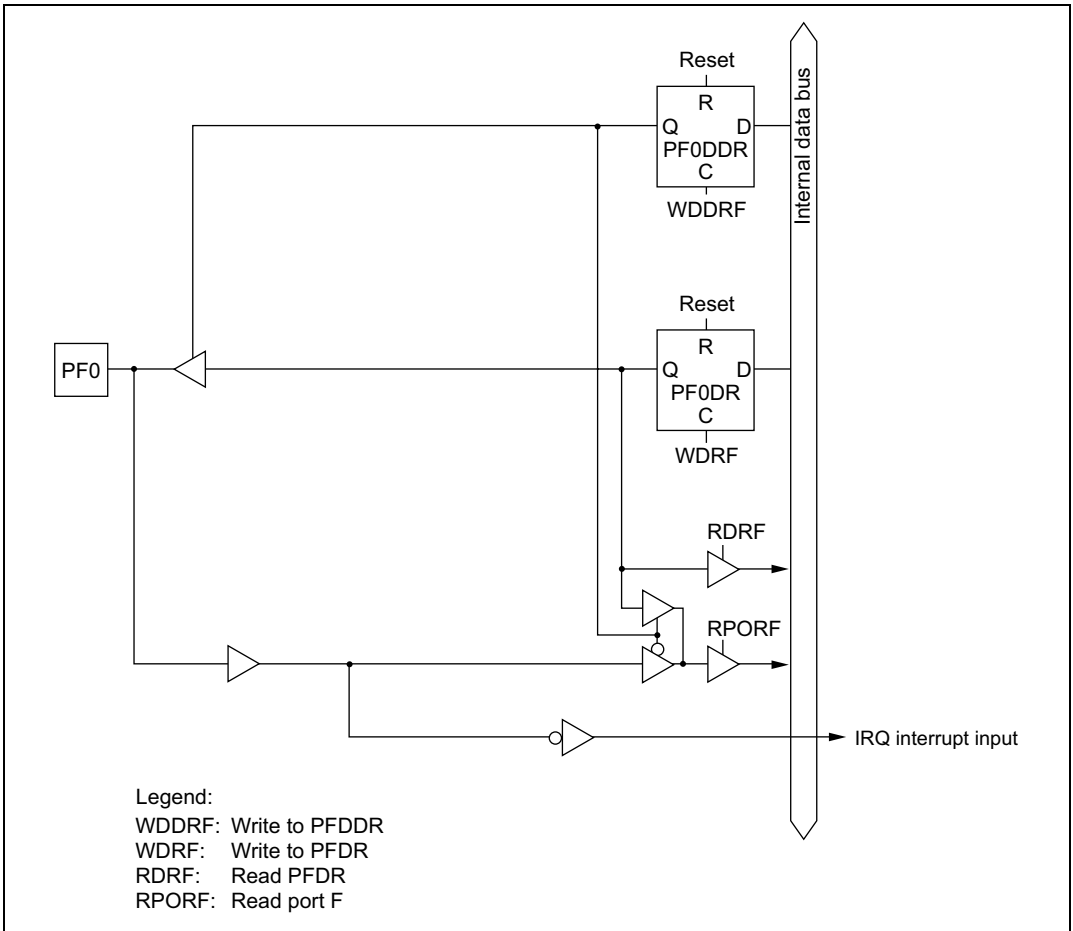 Reset
R
Q D
PF0DDR
C
WDDRF
Internal data bus
Reset
R
PF0
Q D
PF0DR
C
WDRF
RDRF
RPORF
IRQ interrupt input
Legend:
WDDRF: Write to PFDDR
WDRF: Write to PFDR
RDRF: Read PFDR
RPORF: Read port F